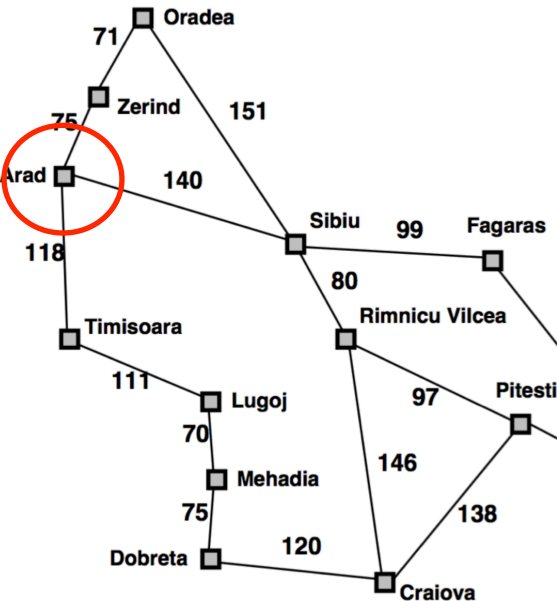 Oradea
71
Zerind
151
75
Arad
140
Sibiu
99
Fagaras
118
80
Timisoara
Rimnicu Vilcea
111
Lugoj
97
Pitesti
70
146
Mehadia
75
138
Dobreta
120
Craiova